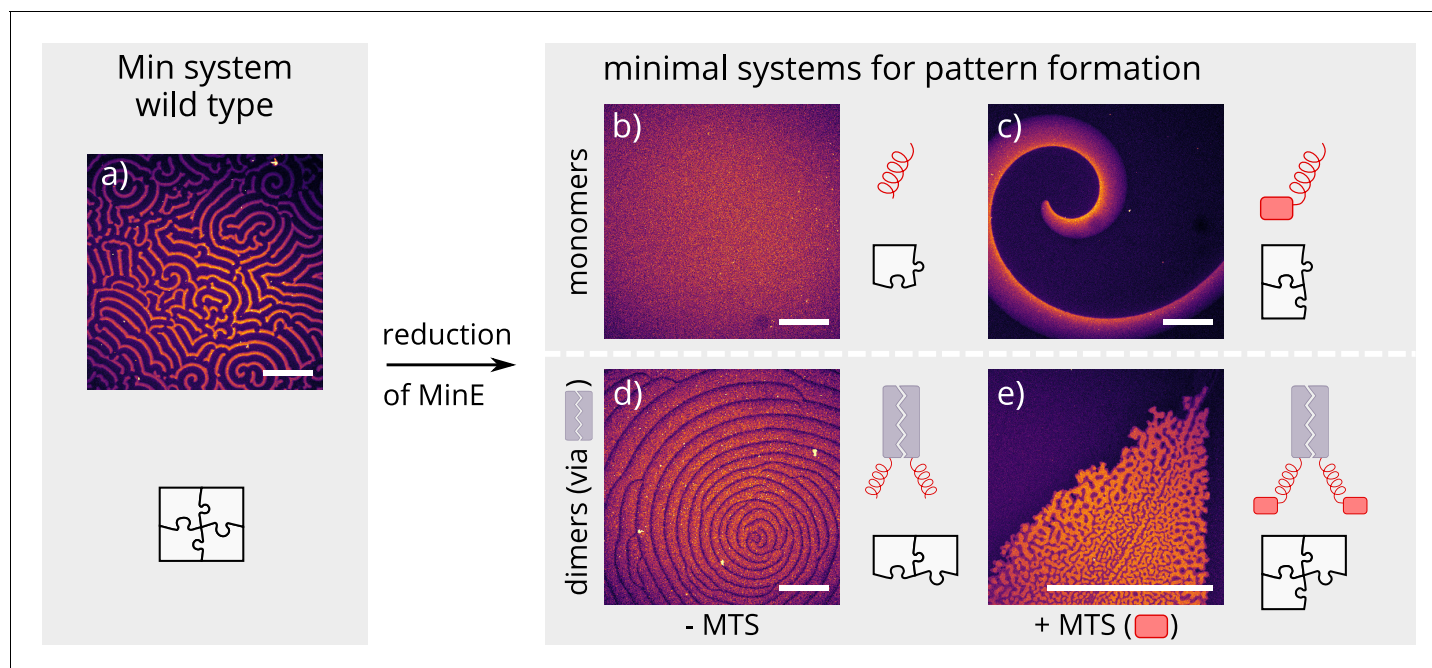 Min system
wild type
a)
reduction
of MinE
minimal systems for pattern formation
monomers
b)
c)
dimers (via )
d)
e)
- MTS
+ MTS ( )